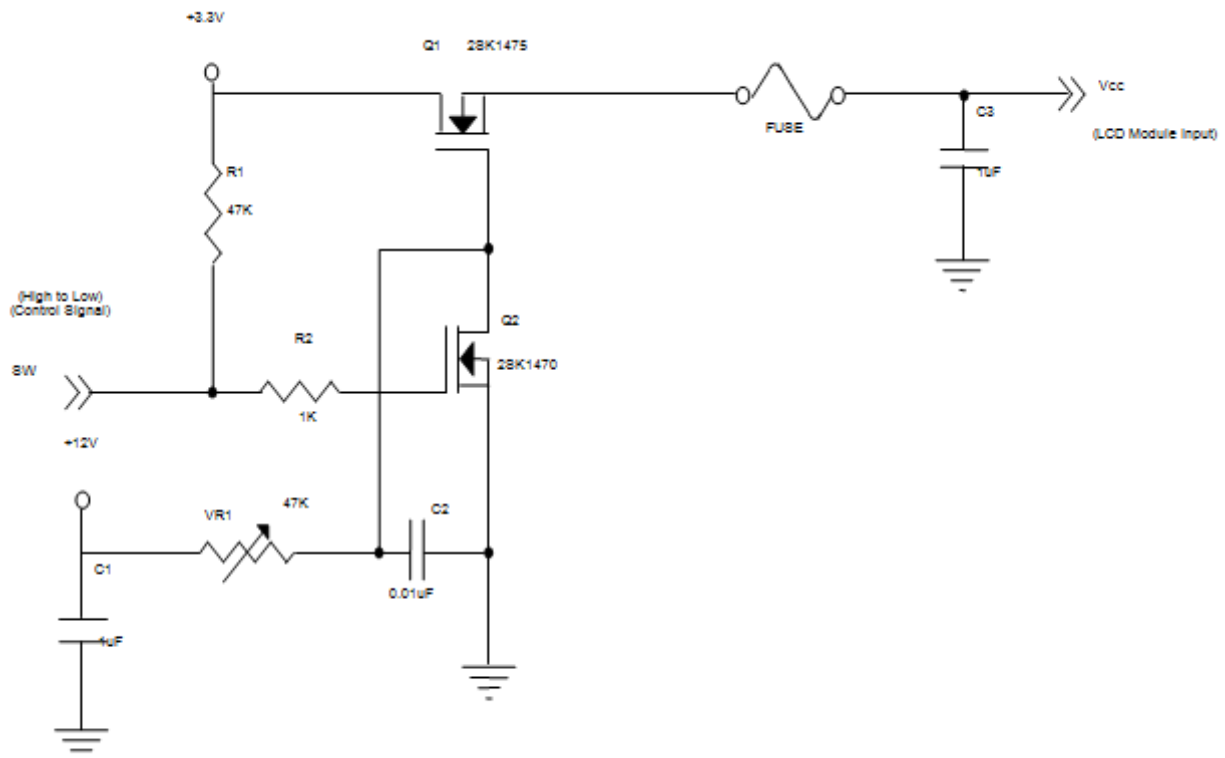 +3.3V
Q1 2SK1475
FUSE
Vcc
(LCD Module Input)
C3
1uF
R1
47K
(High to Low)
(Control Signal)
SW
R2
1K
Q2
2SK1470
+12V
VR1
47K
C2
0.01uF
C1
1uF